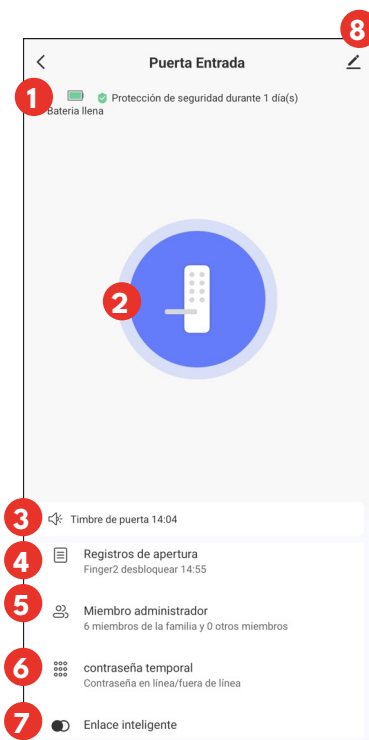 8
Puerta Entrada
1
Protección de seguridad durante 1 día(s)
Bateria llena
2
3
Timbre de puerta 14:04
4
Registros de apertura
Finger2 desbloquear 14:55
5
Miembro administrador
6 miembros de la familia y 0 otros miembros
6
contraseña temporal
Contraseña en línea/fuera de línea
7
Enlace inteligente